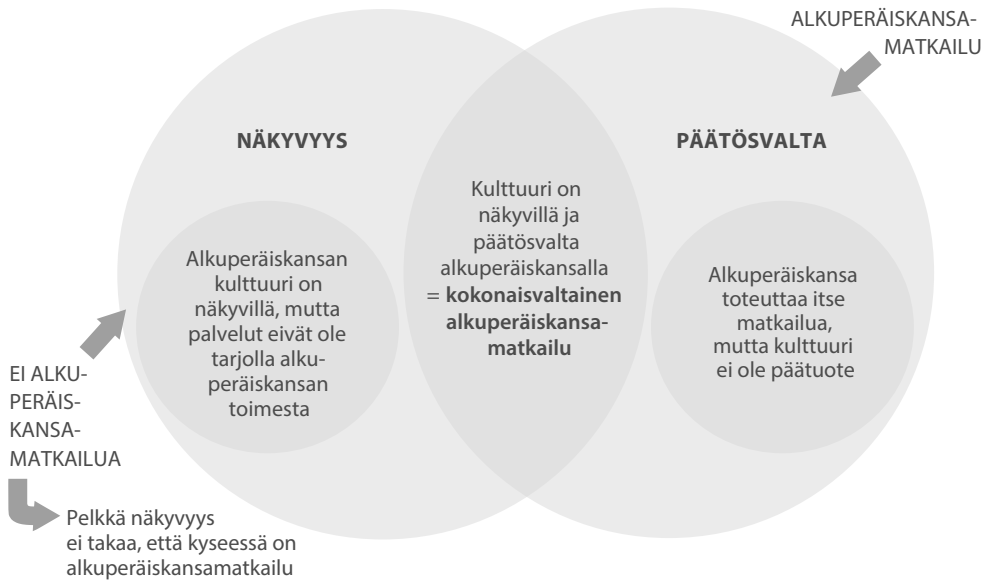 ALKUPERÄISKANSA-
MATKAILU
NÄKYVYYS
PÄÄTÖSVALTA
Alkuperäiskansan
kulttuuri on
näkyvillä, mutta
palvelut eivät ole
tarjolla alku-
peräiskansan
toimesta
Kulttuuri on
näkyvillä ja
päätösvalta
alkuperäiskansalla
= kokonaisvaltainen
alkuperäiskansa-
matkailu
Alkuperäiskansa
toteuttaa itse
matkailua,
mutta kulttuuri
ei ole päätuote
EI ALKU-
PERÄIS-
KANSA-
MATKAILUA
Pelkkä näkyvyys
ei takaa, että kyseessä on
alkuperäiskansamatkailu